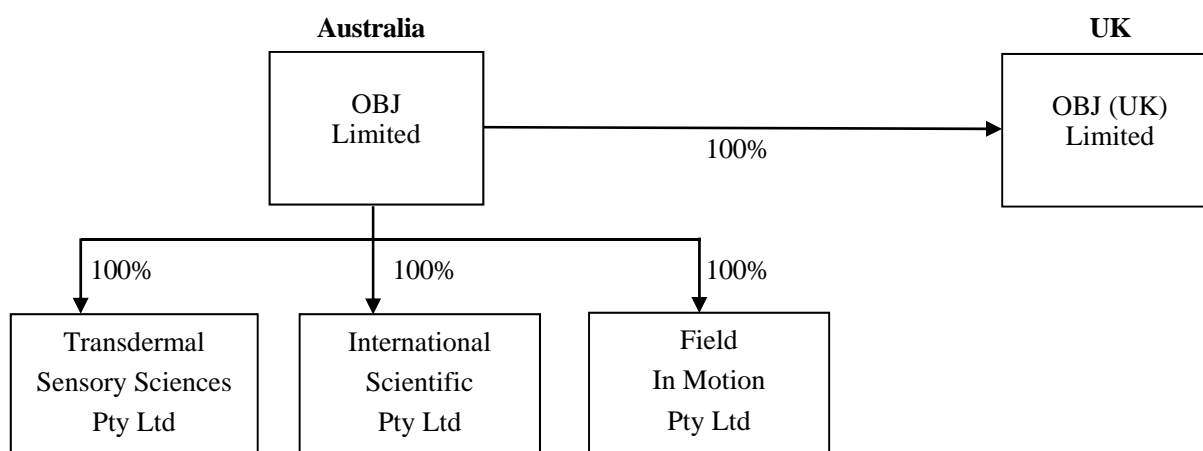 Australia
UK
OBJ
Limited
OBJ (UK)
Limited
100%
100%
100%
100%
Transdermal
Sensory Sciences
Pty Ltd
International
Scientific
Pty Ltd
Field
In Motion
Pty Ltd